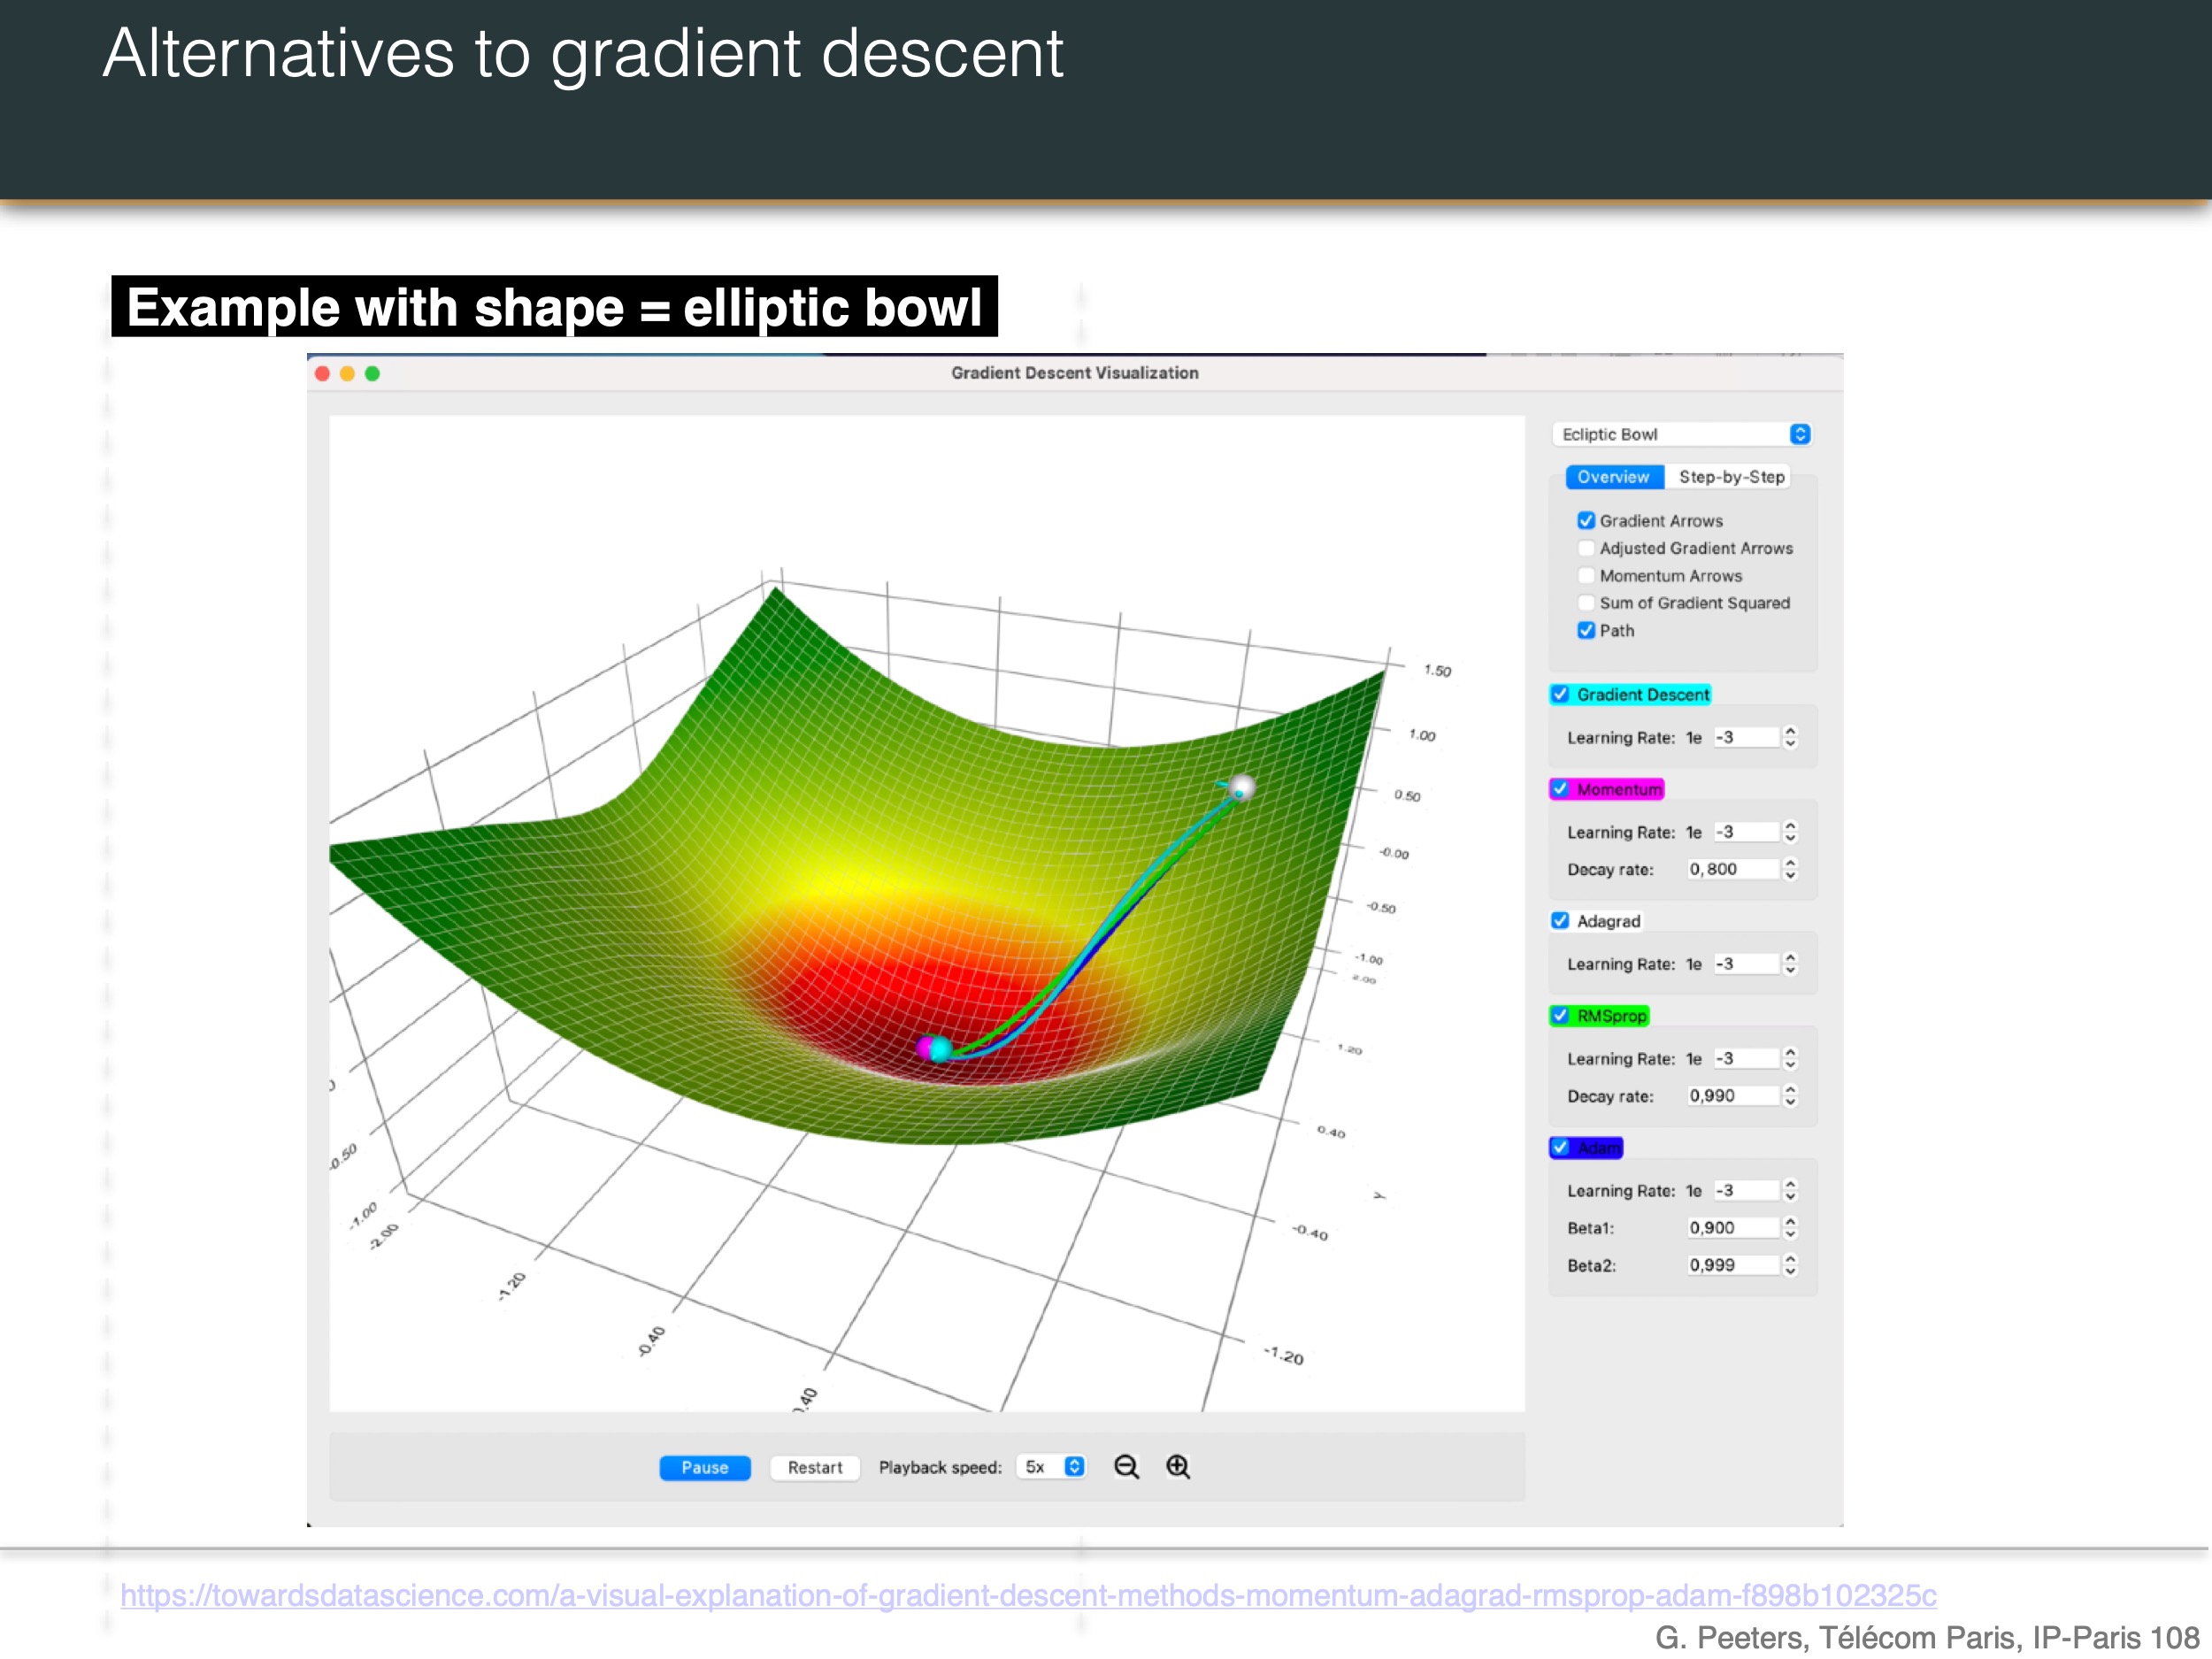 Alternatives to gradient descent
Example with shape = elliptic bowl
Gradient Descent Visualization
Ecliptic Bowl
Overview Step-by-Step
Gradient Arrows
Adjusted Gradient Arrows
Momentum Arrows
Sum of Gradient Squared
Path
Gradient Descent
Learning Rate: 1e -3
Momentum
Learning Rate: 1e -3
Decay rate: 0,800
Adagrad
Learning Rate: 1e -3
RMSprop
Learning Rate: 1e -3
Decay rate: 0,990
Adam
Learning Rate: 1e -3
Beta1: 0,900
Beta2: 0,999
1.50
1.00
0.50
-0.00
-0.50
-1.00
2.00
1.20
0.40
y
-0.40
-1.20
0.50
-1.00
-2.00
-1.20
-0.40
0.40
Pause Restart Playback speed: 5x
https://towardsdatascience.com/a-visual-explanation-of-gradient-descent-methods-momentum-adagrad-rmsprop-adam-f898b102325c
G. Peeters, Télécom Paris, IP-Paris 108